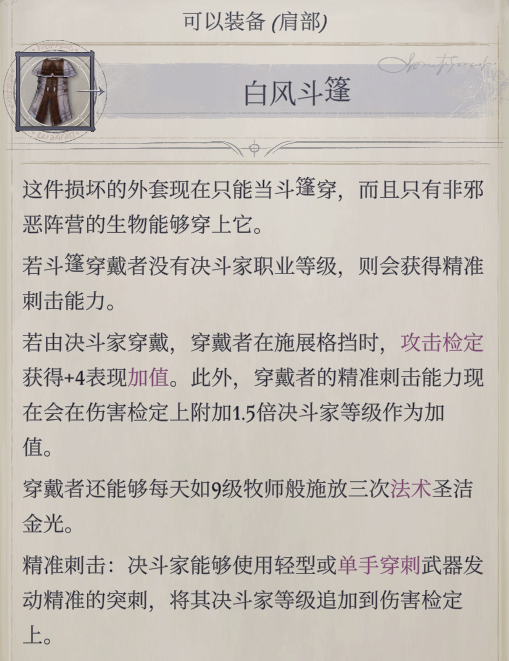 可以装备 (肩部)
白风斗篷
这件损坏的外套现在只能当斗篷穿，而且只有非邪
恶阵营的生物能够穿上它。
若斗篷穿戴者没有决斗家职业等级，则会获得精准
刺击能力。
若由决斗家穿戴，穿戴者在施展格挡时，攻击检定
获得+4表现加值。此外，穿戴者的精准刺击能力现
在会在伤害检定上附加1.5倍决斗家等级作为加
值。
穿戴者还能够每天如9级牧师般施放三次法术圣洁
金光。
精准刺击：决斗家能够使用轻型或单手穿刺武器发
动精准的突刺，将其决斗家等级追加到伤害检定
上。